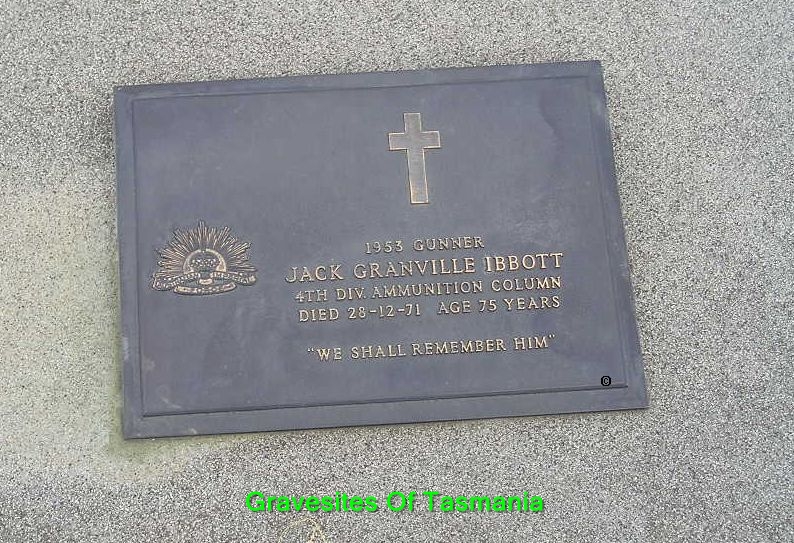 1953 GUNNER
JACK GRANVILLE IBBOTT
4TH DIV. AMMUNITION COLUMN
DIED 28-12-71 AGE 75 YEARS
"WE SHALL REMEMBER HIM"
©
Gravesites Of Tasmania